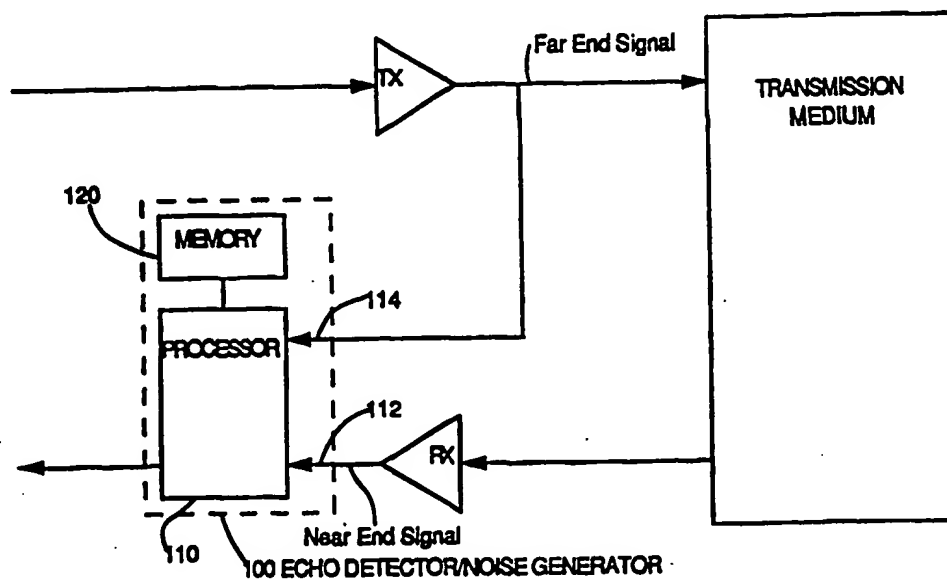 TX
Far End Signal
TRANSMISSION
MEDIUM
120
MEMORY
114
PROCESSOR
112
RX
Near End Signal
110
100 ECHO DETECTOR/NOISE GENERATOR